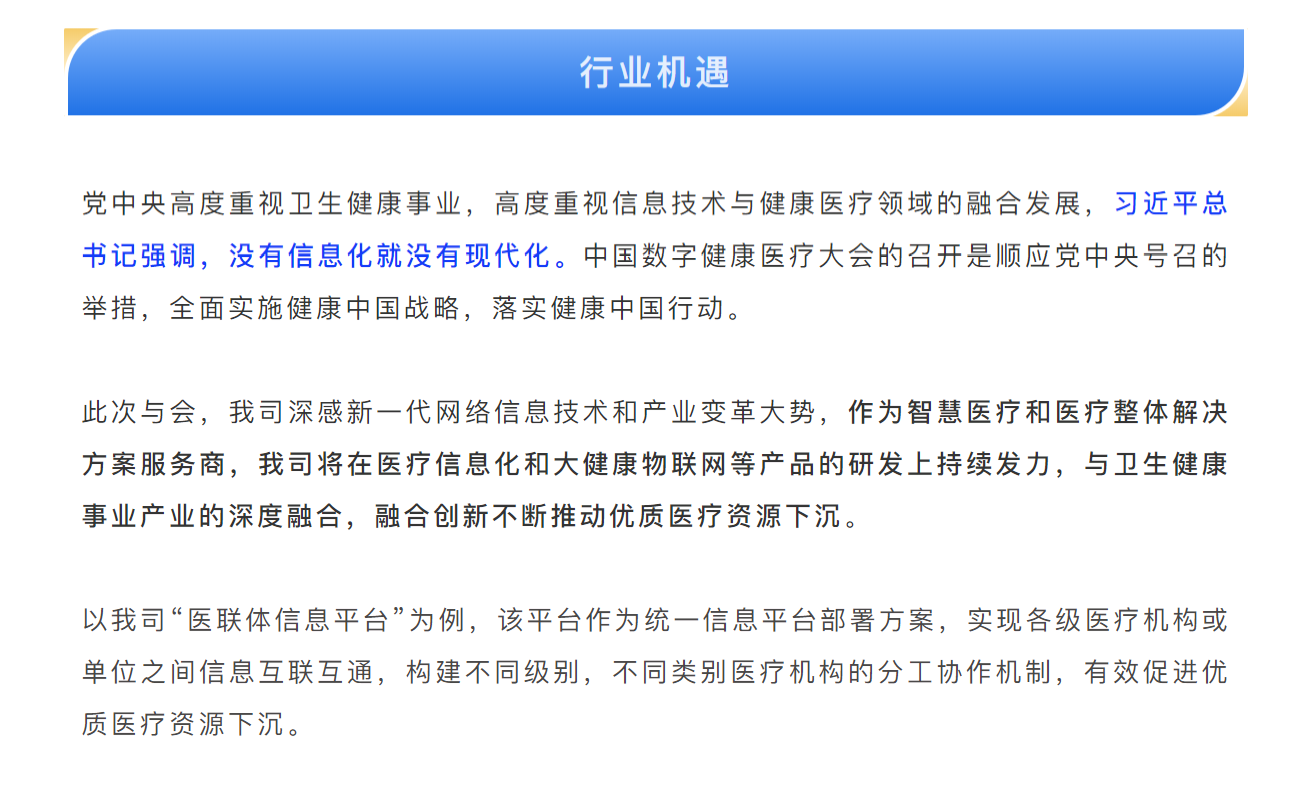 行业机遇
党中央高度重视卫生健康事业，高度重视信息技术与健康医疗领域的融合发展，习近平总
书记强调，没有信息化就没有现代化。中国数字健康医疗大会的召开是顺应党中央号召的
举措，全面实施健康中国战略，落实健康中国行动。
此次与会，我司深感新一代网络信息技术和产业变革大势，作为智慧医疗和医疗整体解决
方案服务商，我司将在医疗信息化和大健康物联网等产品的研发上持续发力，与卫生健康
事业产业的深度融合，融合创新不断推动优质医疗资源下沉。
以我司“医联体信息平台”为例，该平台作为统一信息平台部署方案，实现各级医疗机构或
单位之间信息互联互通，构建不同级别，不同类别医疗机构的分工协作机制，有效促进优
质医疗资源下沉。